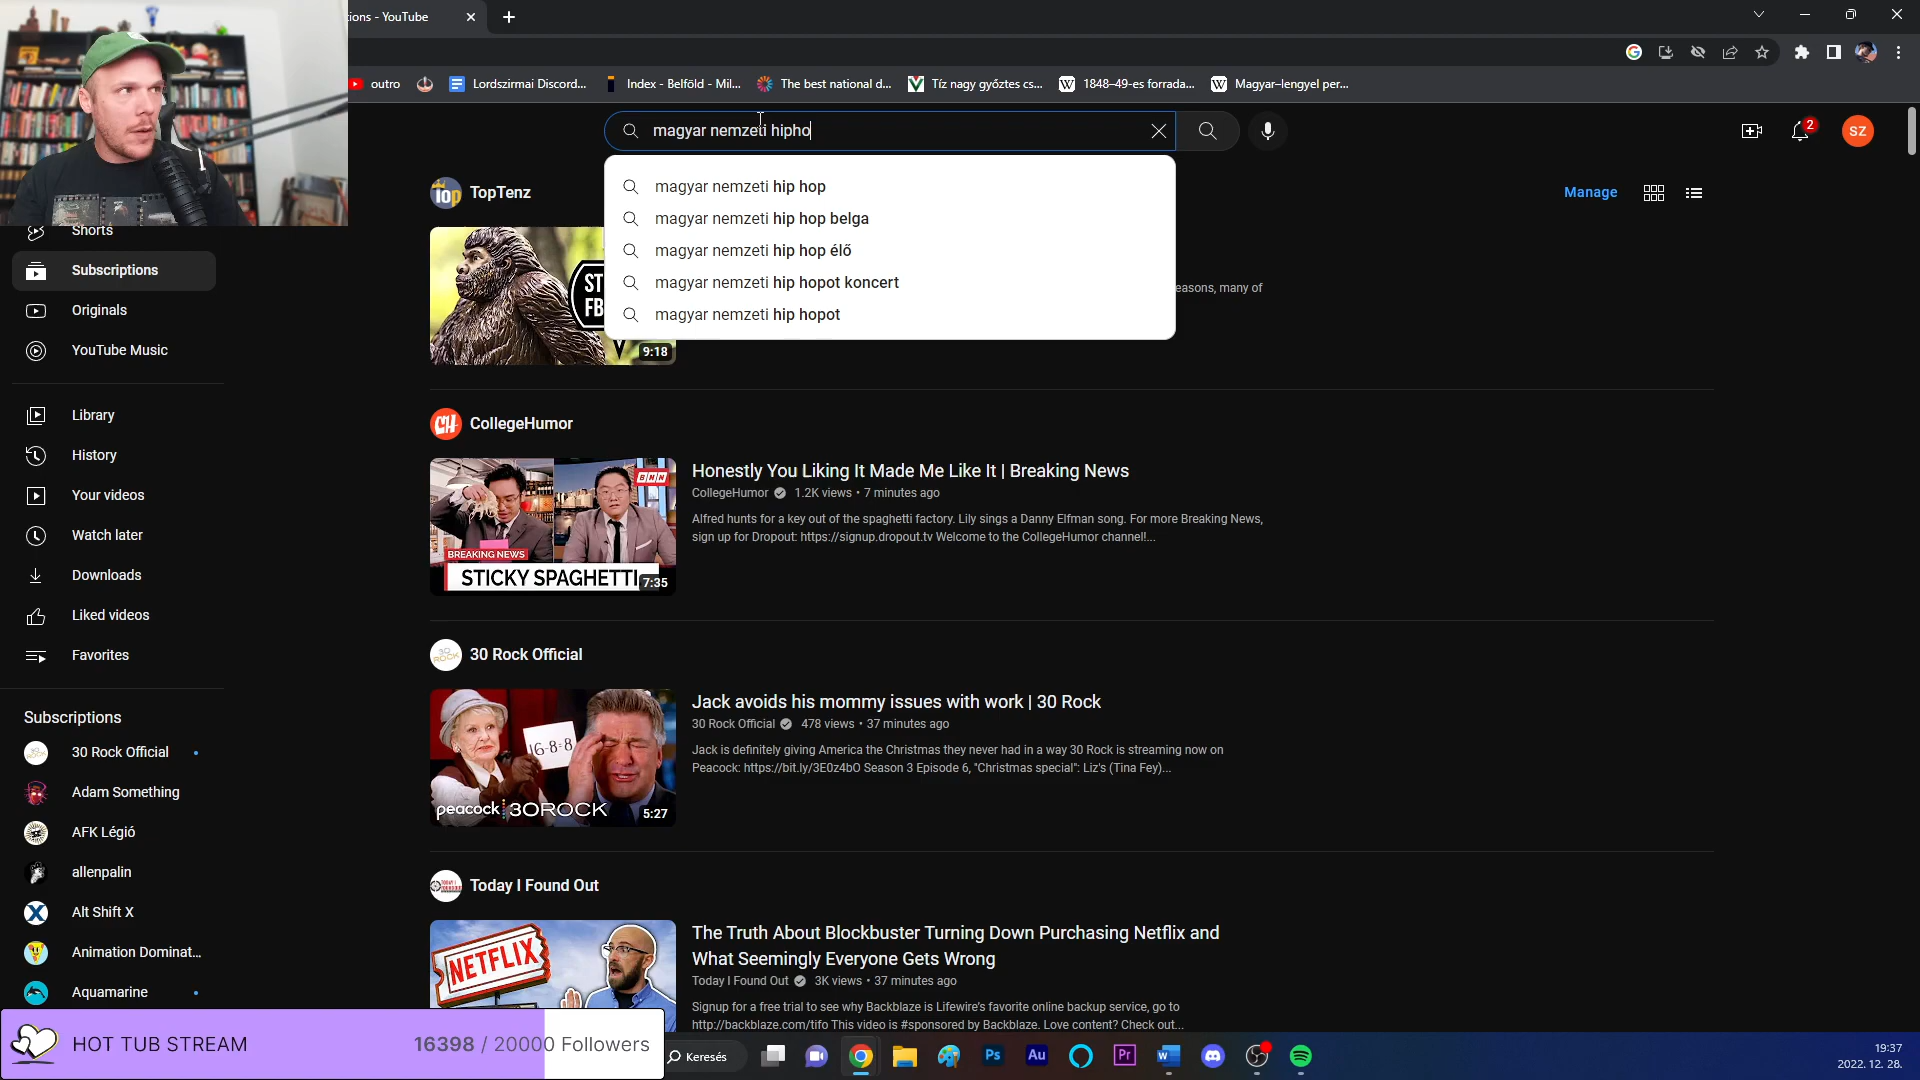 ions - YouTube
outro
Lordszirmai Discord...
Index - Belföld - Mil...
The best national d...
Tíz nagy győztes cs...
1848-49-es forrada...
Magyar–lengyel per...
magyar nemzeti hipho
2
SZ
magyar nemzeti hip hop
magyar nemzeti hip hop belga
magyar nemzeti hip hop élő
magyar nemzeti hip hopot koncert
magyar nemzeti hip hopot
Manage
TopTenz
easons, many of
9:18
Shorts
Subscriptions
Originals
YouTube Music
Library
History
Your videos
Watch later
Downloads
Liked videos
Favorites
Subscriptions
30 Rock Official
Adam Something
AFK Légió
allenpalin
Alt Shift X
Animation Dominat...
Aquamarine
CollegeHumor
BREAKING NEWS
STICKY SPAGHETTI
7:35
Honestly You Liking It Made Me Like It | Breaking News
CollegeHumor 1.2K views • 7 minutes ago
Alfred hunts for a key out of the spaghetti factory. Lily sings a Danny Elfman song. For more Breaking News,
sign up for Dropout: https://signup.dropout.tv Welcome to the CollegeHumor channel!...
30 Rock Official
16-8=8
peacock 30ROCK
5:27
Jack avoids his mommy issues with work | 30 Rock
30 Rock Official 478 views • 37 minutes ago
Jack is definitely giving America the Christmas they never had in a way 30 Rock is streaming now on
Peacock: https://bit.ly/3E0z4bO Season 3 Episode 6, "Christmas special": Liz's (Tina Fey)...
Today I Found Out
NETFLIX
The Truth About Blockbuster Turning Down Purchasing Netflix and
What Seemingly Everyone Gets Wrong
Today I Found Out 3K views • 37 minutes ago
Signup for a free trial to see why Backblaze is Lifewire's favorite online backup service, go to
http://backblaze.com/tifo This video is #sponsored by Backblaze. Love content? Check out...
HOT TUB STREAM 16398 / 20000 Followers
Keresés
Ps
Au
Pr
19:37
2022. 12. 28.